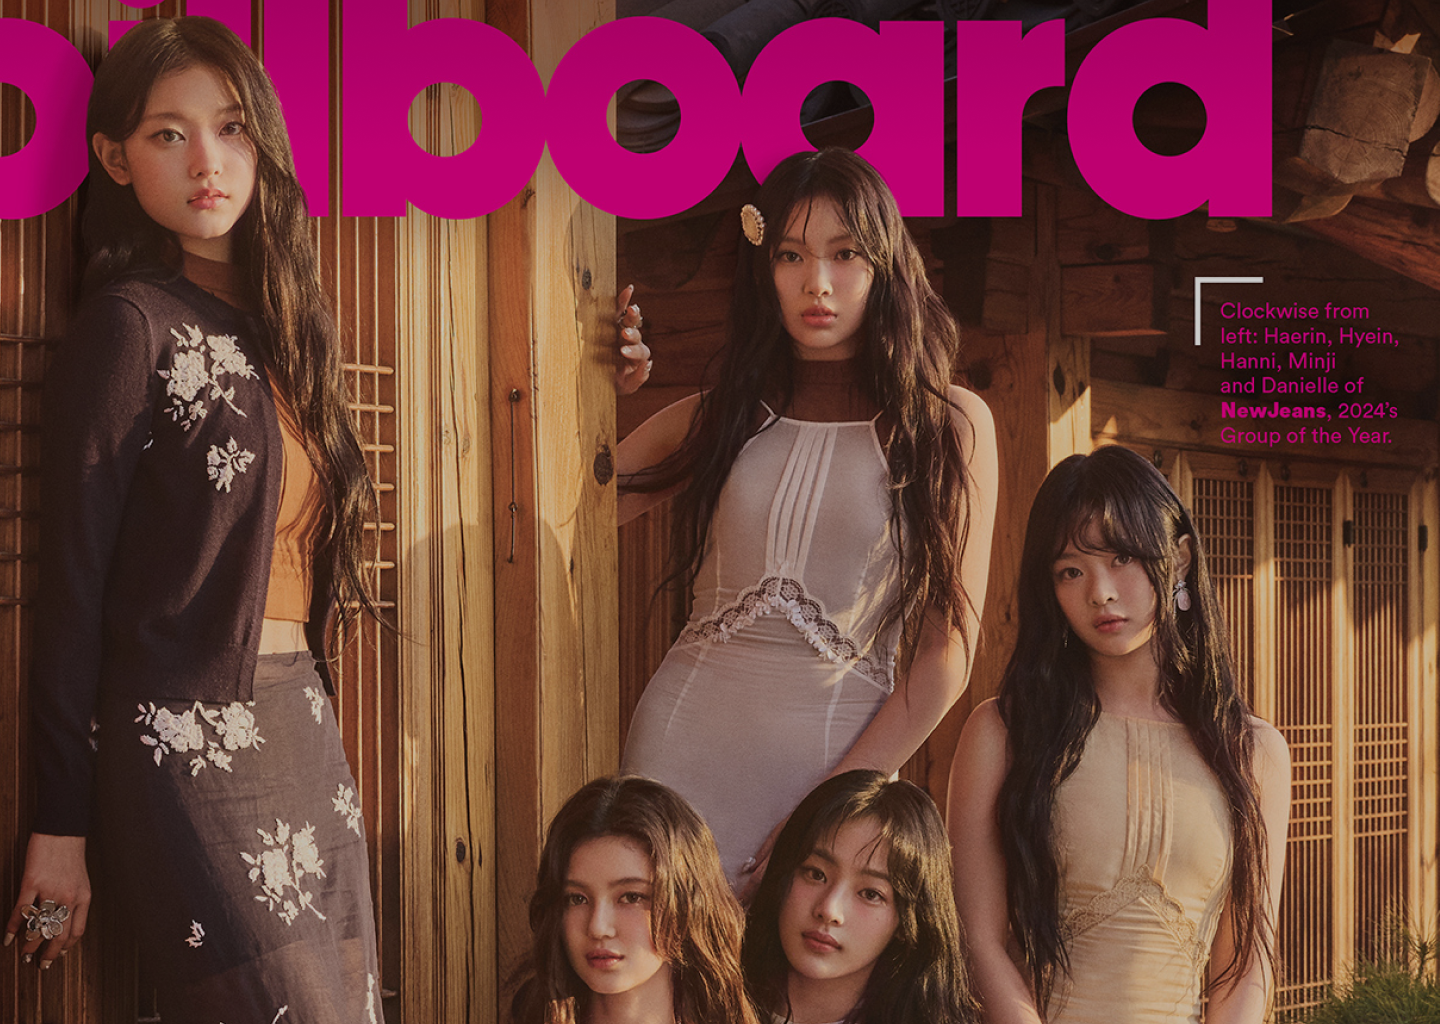 billboard
Clockwise from
left: Haerin, Hyein,
Hanni, Minji
and Danielle of
NewJeans, 2024's
Group of the Year.